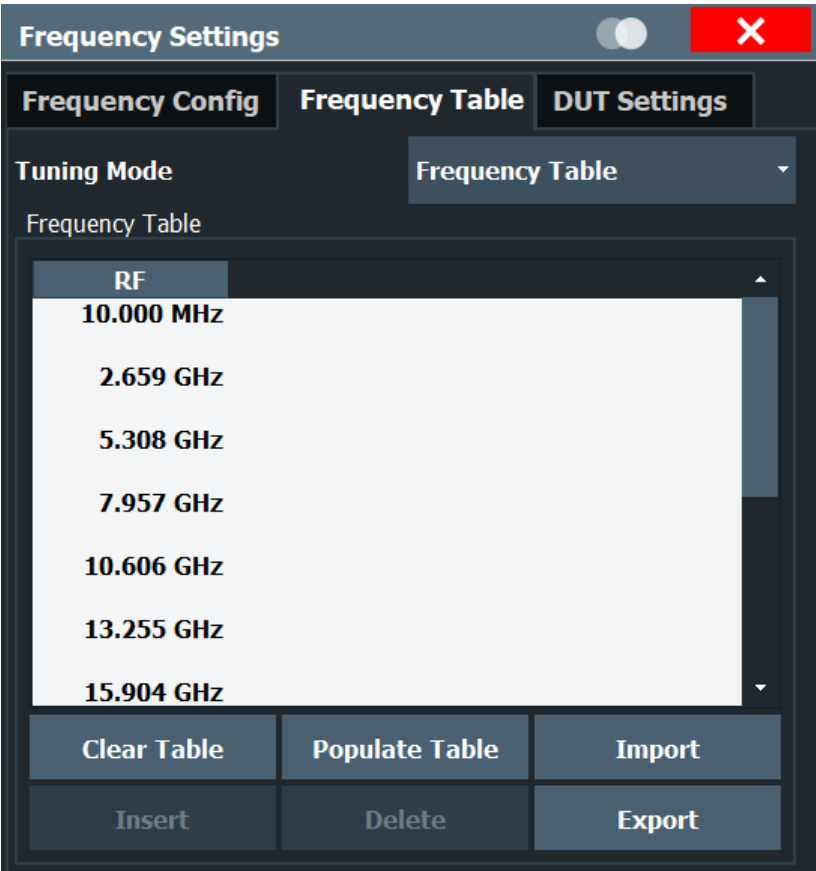 Frequency Settings
Frequency Config Frequency Table DUT Settings
Tuning Mode Frequency Table
Frequency Table
RF
10.000 MHz
2.659 GHz
5.308 GHz
7.957 GHz
10.606 GHz
13.255 GHz
15.904 GHz
Clear Table Populate Table Import
Insert Delete Export